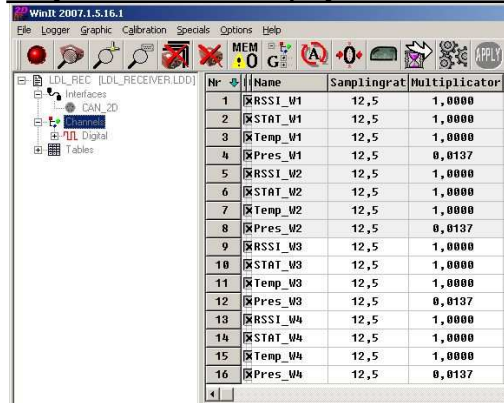 WinIt 2007.1.5.16.1
File Logger Graphic Calibration Series Specials Options Help
MEM
0 G: A 0 APPLY
LDL_REC [LDL_RECEIVER.LDD]
Interfaces
CAN_2D
Channels
Digital
Tables
Nr Name Samplingrat Multiplicator
1 RSSI_W1 12,5 1,0000
2 STAT_W1 12,5 1,0000
3 Temp_W1 12,5 1,0000
4 Pres_W1 12,5 0,0137
5 RSSI_W2 12,5 1,0000
6 STAT_W2 12,5 1,0000
7 Temp_W2 12,5 1,0000
8 Pres_W2 12,5 0,0137
9 RSSI_W3 12,5 1,0000
10 STAT_W3 12,5 1,0000
11 Temp_W3 12,5 1,0000
12 Pres_W3 12,5 0,0137
13 RSSI_W4 12,5 1,0000
14 STAT_W4 12,5 1,0000
15 Temp_W4 12,5 1,0000
16 Pres_W4 12,5 0,0137